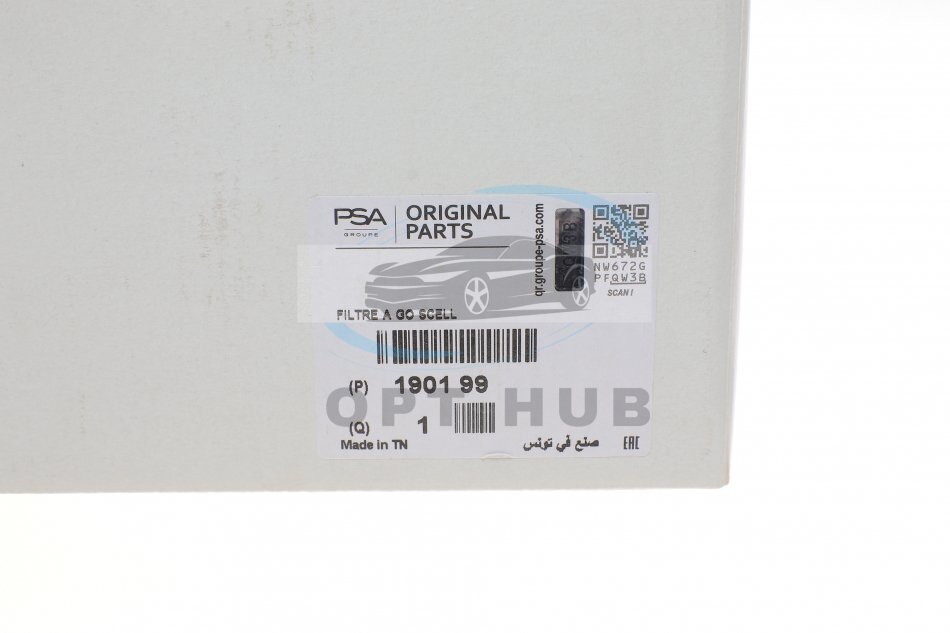 PSA
GROUPE
ORIGINAL
PARTS
qr.groupe-psa.com
NW672G
PFQW3B
SCAN!
FILTRE A GO SCELL
(P) 1901 99
OPT HUB
(Q) 1
Made in TN
صنع في تونس
EAC